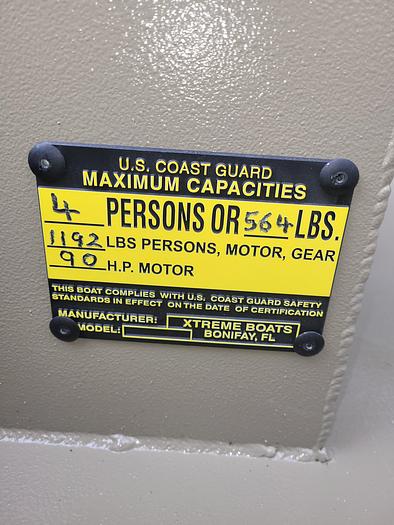 U.S. COAST GUARD
MAXIMUM CAPACITIES
4 PERSONS OR 564 LBS.
1192 LBS PERSONS, MOTOR, GEAR
90 H.P. MOTOR
THIS BOAT COMPLIES WITH U.S. COAST GUARD SAFETY
STANDARDS IN EFFECT ON THE DATE OF CERTIFICATION
MANUFACTURER: XTREME BOATS
MODEL: BONIFAY, FL